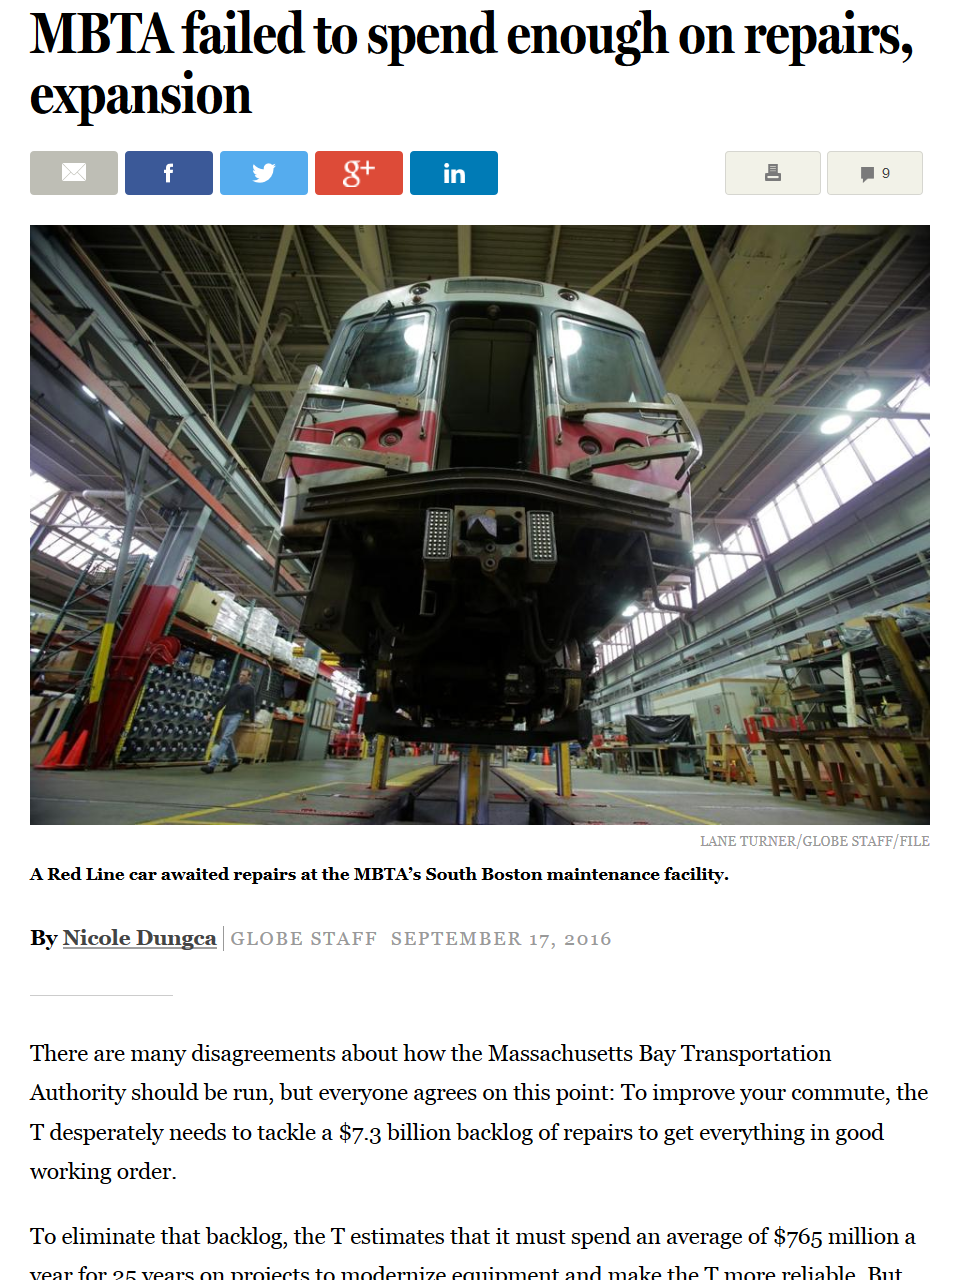 MBTA failed to spend enough on repairs,
expansion
f
g+
in
9
LANE TURNER/GLOBE STAFF/FILE
A Red Line car awaited repairs at the MBTA’s South Boston maintenance facility.
By Nicole Dungca GLOBE STAFF SEPTEMBER 17, 2016
There are many disagreements about how the Massachusetts Bay Transportation
Authority should be run, but everyone agrees on this point: To improve your commute, the
T desperately needs to tackle a $7.3 billion backlog of repairs to get everything in good
working order.
To eliminate that backlog, the T estimates that it must spend an average of $765 million a
year for 25 years on projects to modernize equipment and make the T more reliable. But